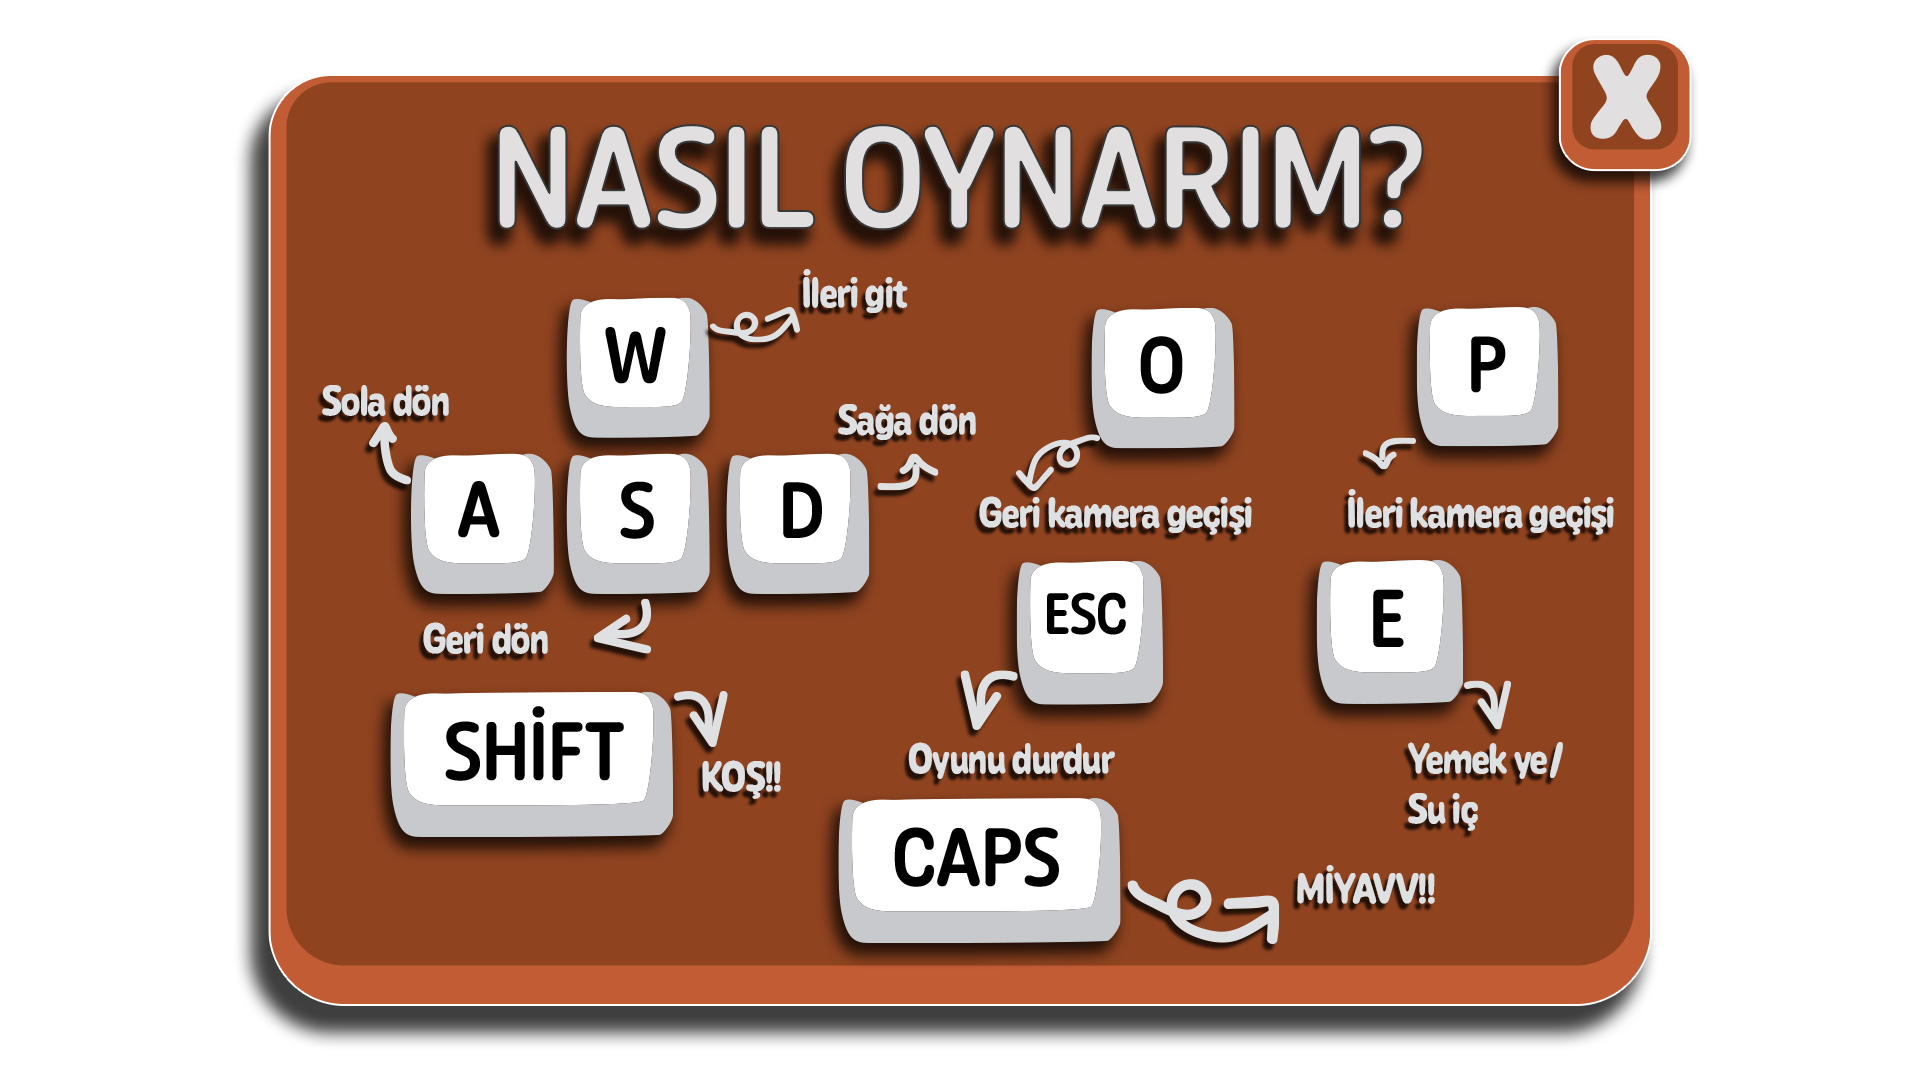 X
NASIL OYNARIM?
W
İleri git
Sola dön
A
S
D
Sağa dön
Geri dön
SHİFT
KOŞ!!
O
Geri kamera geçişi
P
İleri kamera geçişi
ESC
Oyunu durdur
E
Yemek ye/
Su iç
CAPS
MİYAVV!!